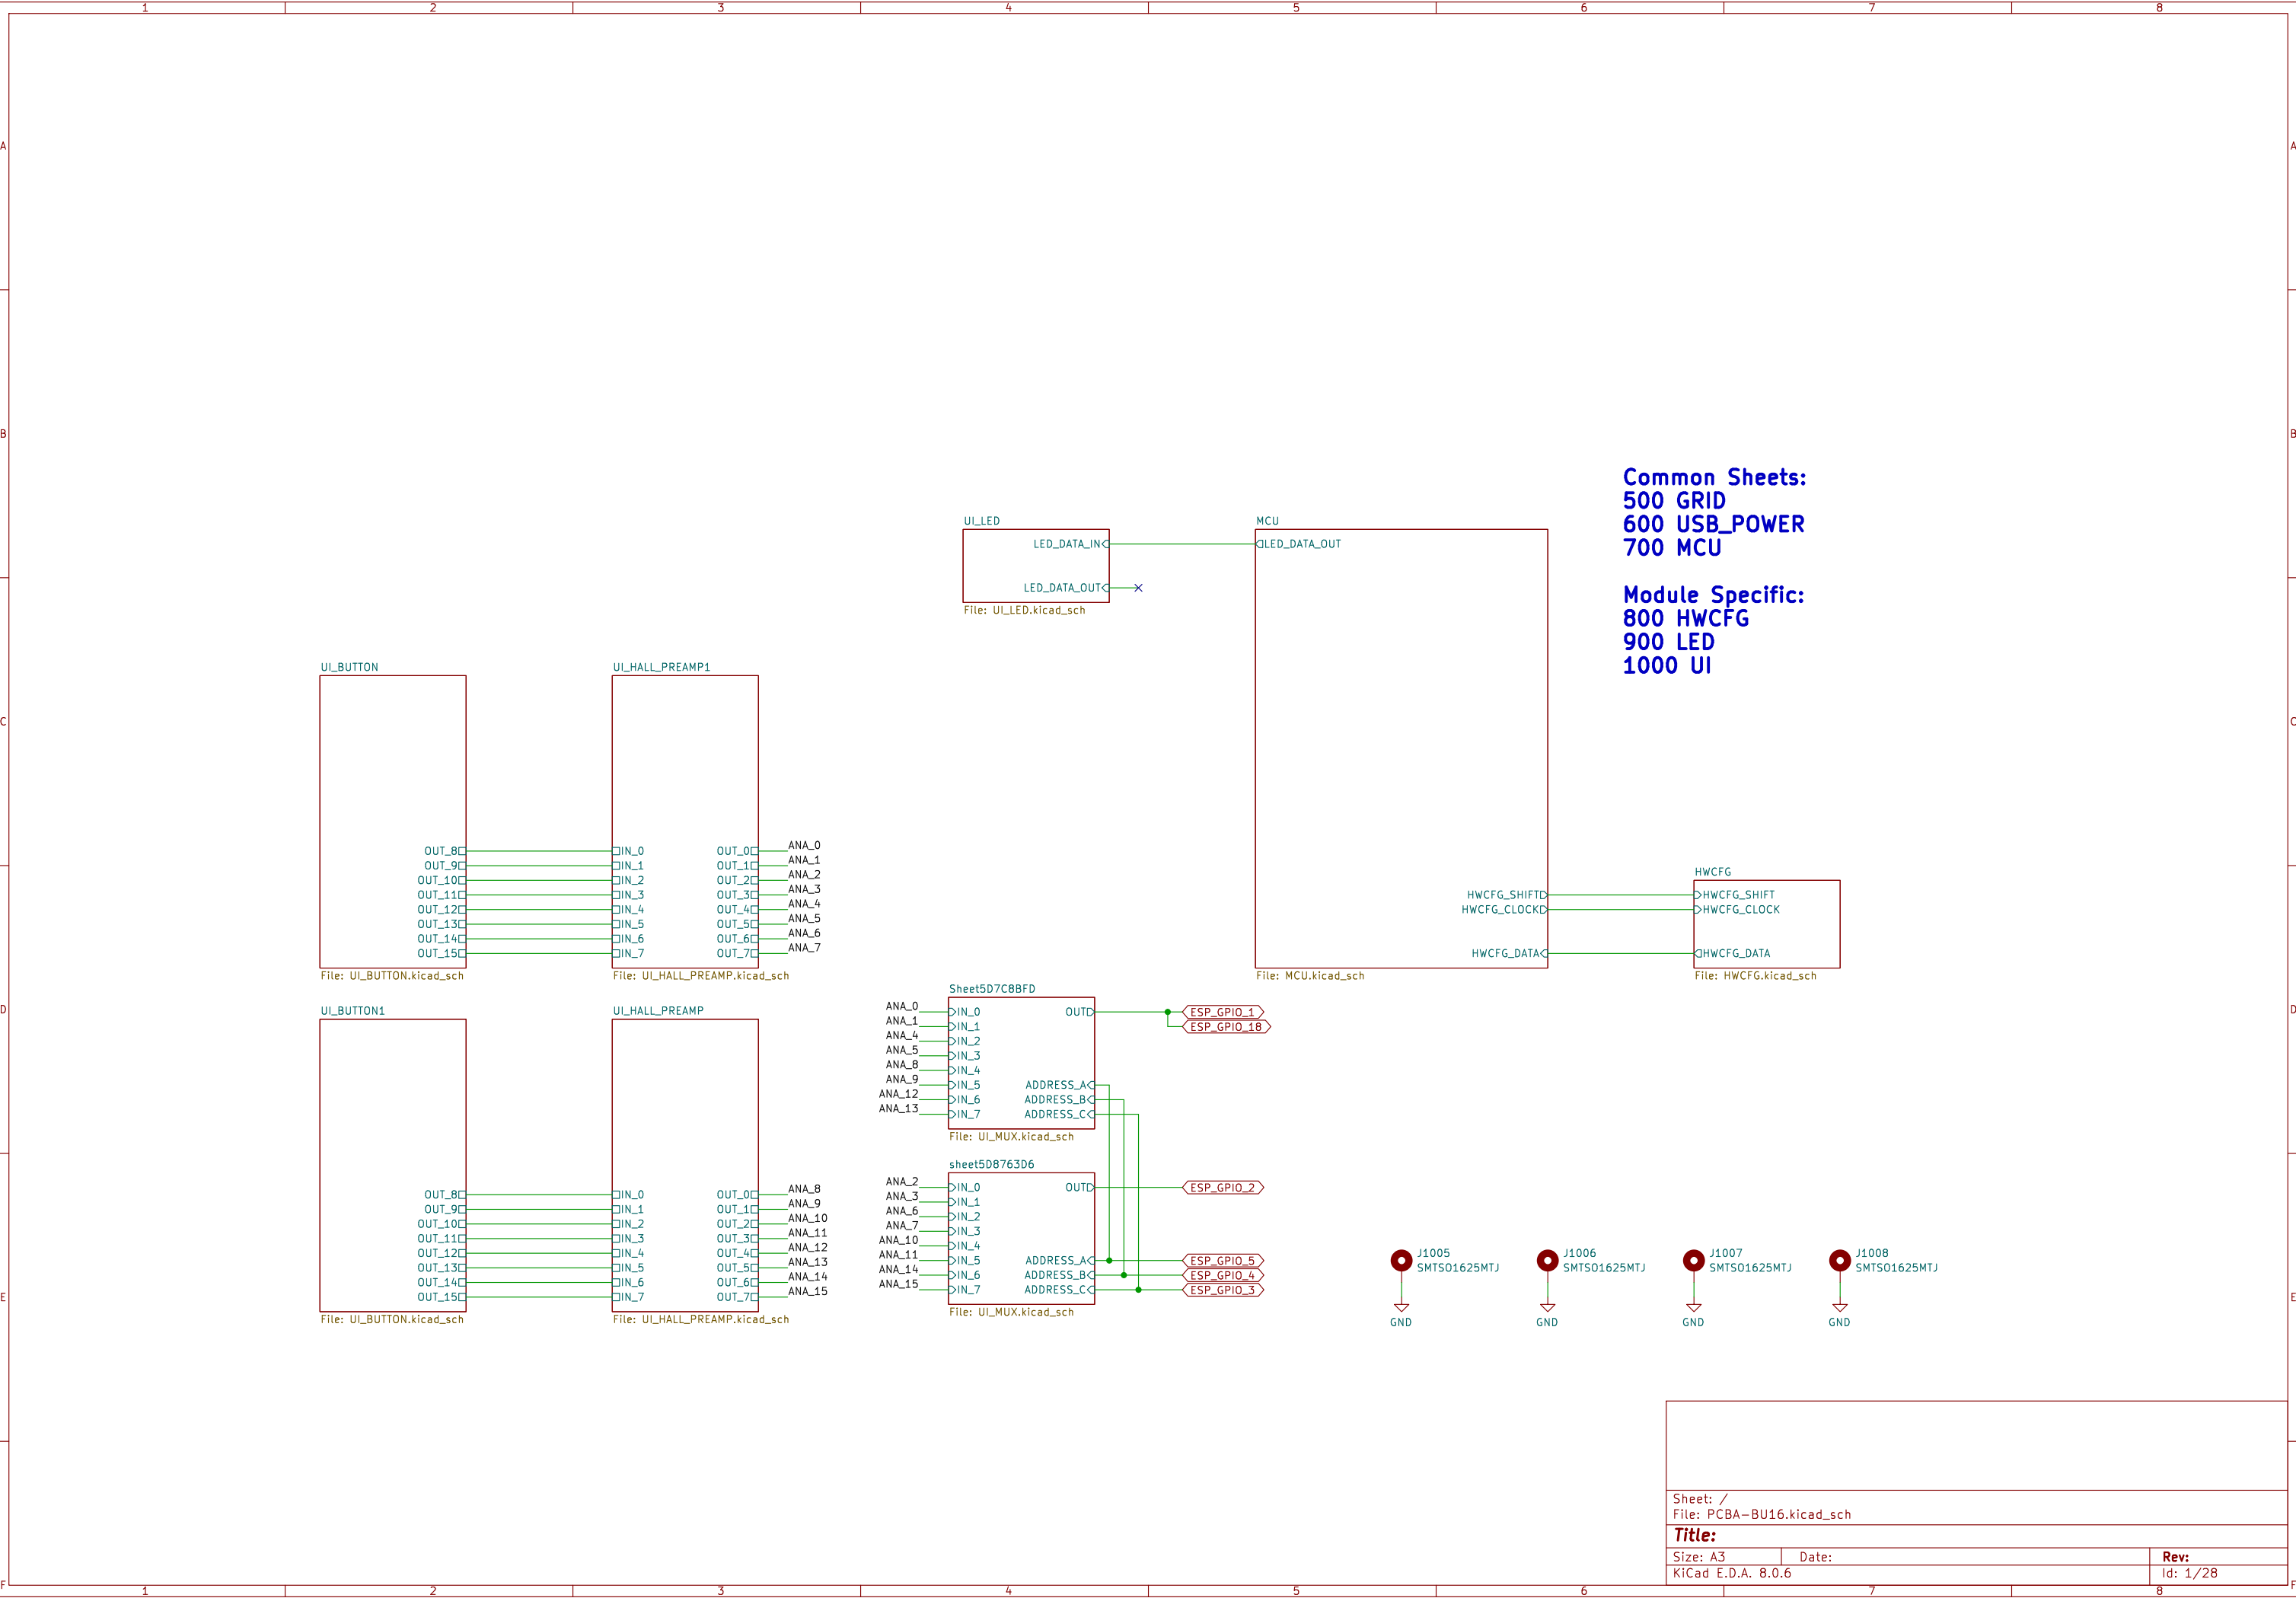 1 2 3 4 5 6 7 8
A A
B B
C C
D D
E E
F F
Common Sheets:
500 GRID
600 USB_POWER
700 MCU
Module Specific:
800 HWCFG
900 LED
1000 UI
UI_LED
LED_DATA_IN
LED_DATA_OUT
File: UI_LED.kicad_sch
MCU
LED_DATA_OUT
HWCFG_SHIFT
HWCFG_CLOCK
HWCFG_DATA
File: MCU.kicad_sch
HWCFG
HWCFG_SHIFT
HWCFG_CLOCK
HWCFG_DATA
File: HWCFG.kicad_sch
UI_BUTTON
OUT_8
OUT_9
OUT_10
OUT_11
OUT_12
OUT_13
OUT_14
OUT_15
File: UI_BUTTON.kicad_sch
UI_HALL_PREAMP1
IN_0 OUT_0 ANA_0
IN_1 OUT_1 ANA_1
IN_2 OUT_2 ANA_2
IN_3 OUT_3 ANA_3
IN_4 OUT_4 ANA_4
IN_5 OUT_5 ANA_5
IN_6 OUT_6 ANA_6
IN_7 OUT_7 ANA_7
File: UI_HALL_PREAMP.kicad_sch
UI_BUTTON1
OUT_8
OUT_9
OUT_10
OUT_11
OUT_12
OUT_13
OUT_14
OUT_15
File: UI_BUTTON.kicad_sch
UI_HALL_PREAMP
IN_0 OUT_0 ANA_8
IN_1 OUT_1 ANA_9
IN_2 OUT_2 ANA_10
IN_3 OUT_3 ANA_11
IN_4 OUT_4 ANA_12
IN_5 OUT_5 ANA_13
IN_6 OUT_6 ANA_14
IN_7 OUT_7 ANA_15
File: UI_HALL_PREAMP.kicad_sch
Sheet5D7C8BFD
ANA_0 IN_0 OUT ESP_GPIO_1
ANA_1 IN_1 ESP_GPIO_18
ANA_4 IN_2
ANA_5 IN_3
ANA_8 IN_4
ANA_9 IN_5 ADDRESS_A
ANA_12 IN_6 ADDRESS_B
ANA_13 IN_7 ADDRESS_C
File: UI_MUX.kicad_sch
sheet5D8763D6
ANA_2 IN_0 OUT ESP_GPIO_2
ANA_3 IN_1
ANA_6 IN_2
ANA_7 IN_3
ANA_10 IN_4
ANA_11 IN_5 ADDRESS_A ESP_GPIO_5
ANA_14 IN_6 ADDRESS_B ESP_GPIO_4
ANA_15 IN_7 ADDRESS_C ESP_GPIO_3
File: UI_MUX.kicad_sch
J1005
SMTSO1625MTJ
GND
J1006
SMTSO1625MTJ
GND
J1007
SMTSO1625MTJ
GND
J1008
SMTSO1625MTJ
GND
Sheet: /
File: PCBA-BU16.kicad_sch
Title:
Size: A3 Date: Rev:
KiCad E.D.A. 8.0.6 Id: 1/28
1 2 3 4 5 6 7 8